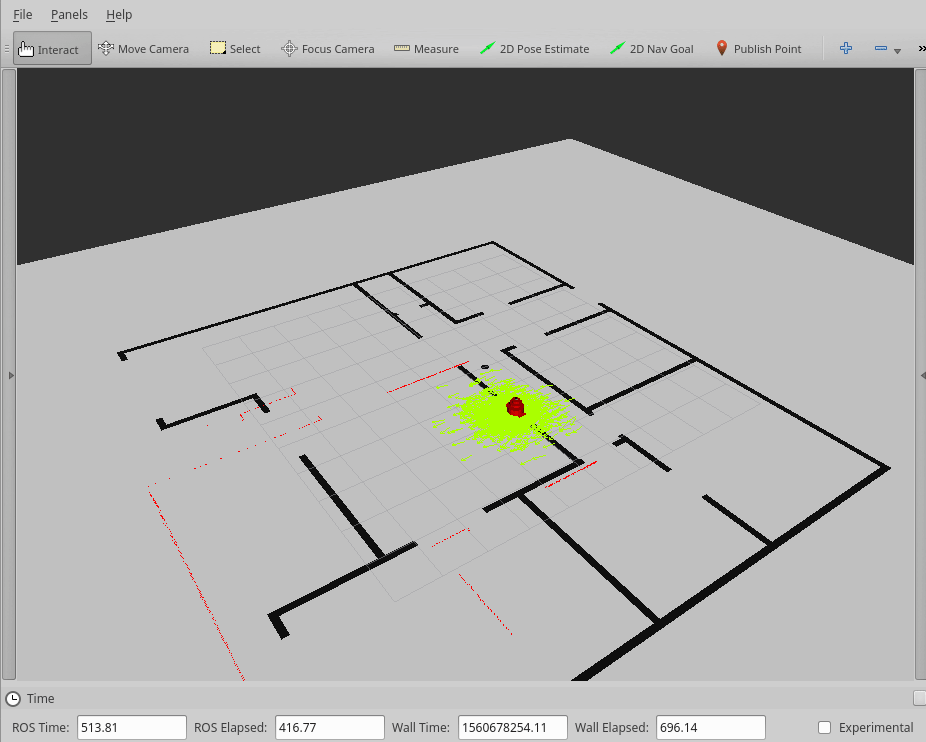 File Panels Help
Interact Move Camera Select Focus Camera Measure 2D Pose Estimate 2D Nav Goal Publish Point
Time
ROS Time: 513.81 ROS Elapsed: 416.77 Wall Time: 1560678254.11 Wall Elapsed: 696.14 Experimental